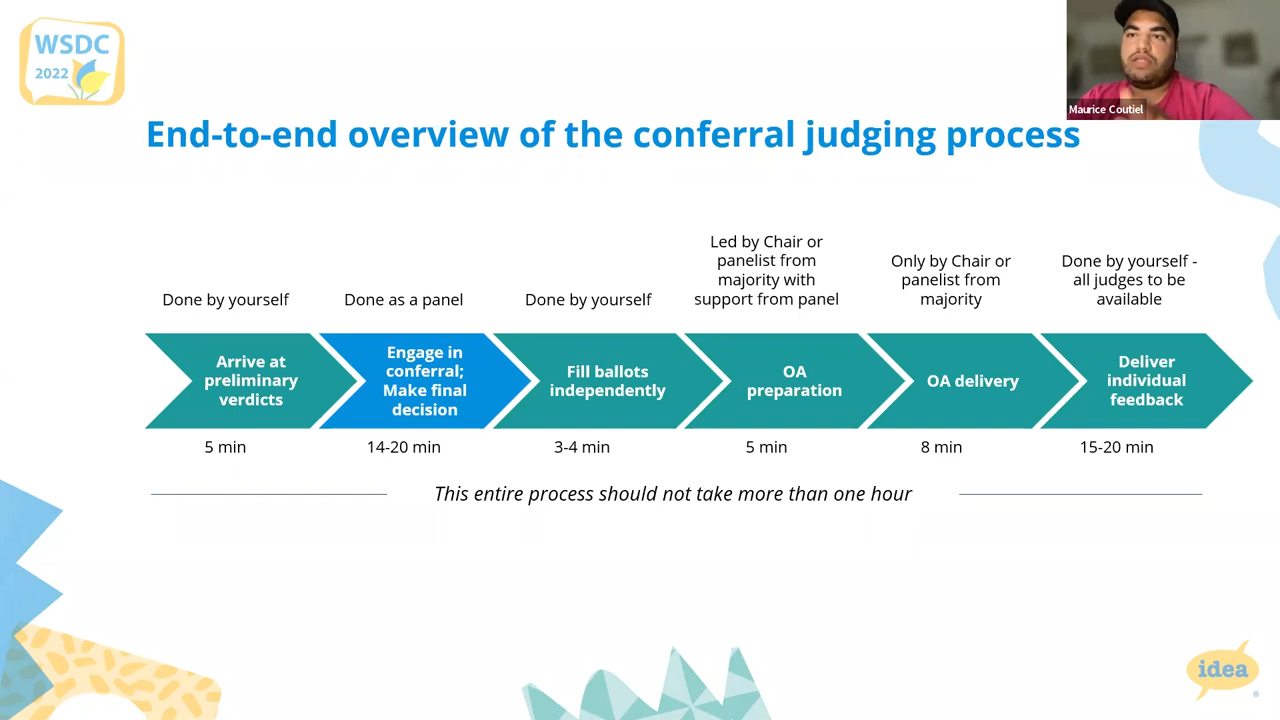 WSDC
2022
Maurice Coutiel
End-to-end overview of the conferral judging process
Done by yourself
Done as a panel
Done by yourself
Led by Chair or
panelist from
majority with
support from panel
Only by Chair or
panelist from
majority
Done by yourself -
all judges to be
available
Arrive at
preliminary
verdicts
Engage in
conferral;
Make final
decision
Fill ballots
independently
OA
preparation
OA delivery
Deliver
individual
feedback
5 min
14-20 min
3-4 min
5 min
8 min
15-20 min
This entire process should not take more than one hour
idea
®